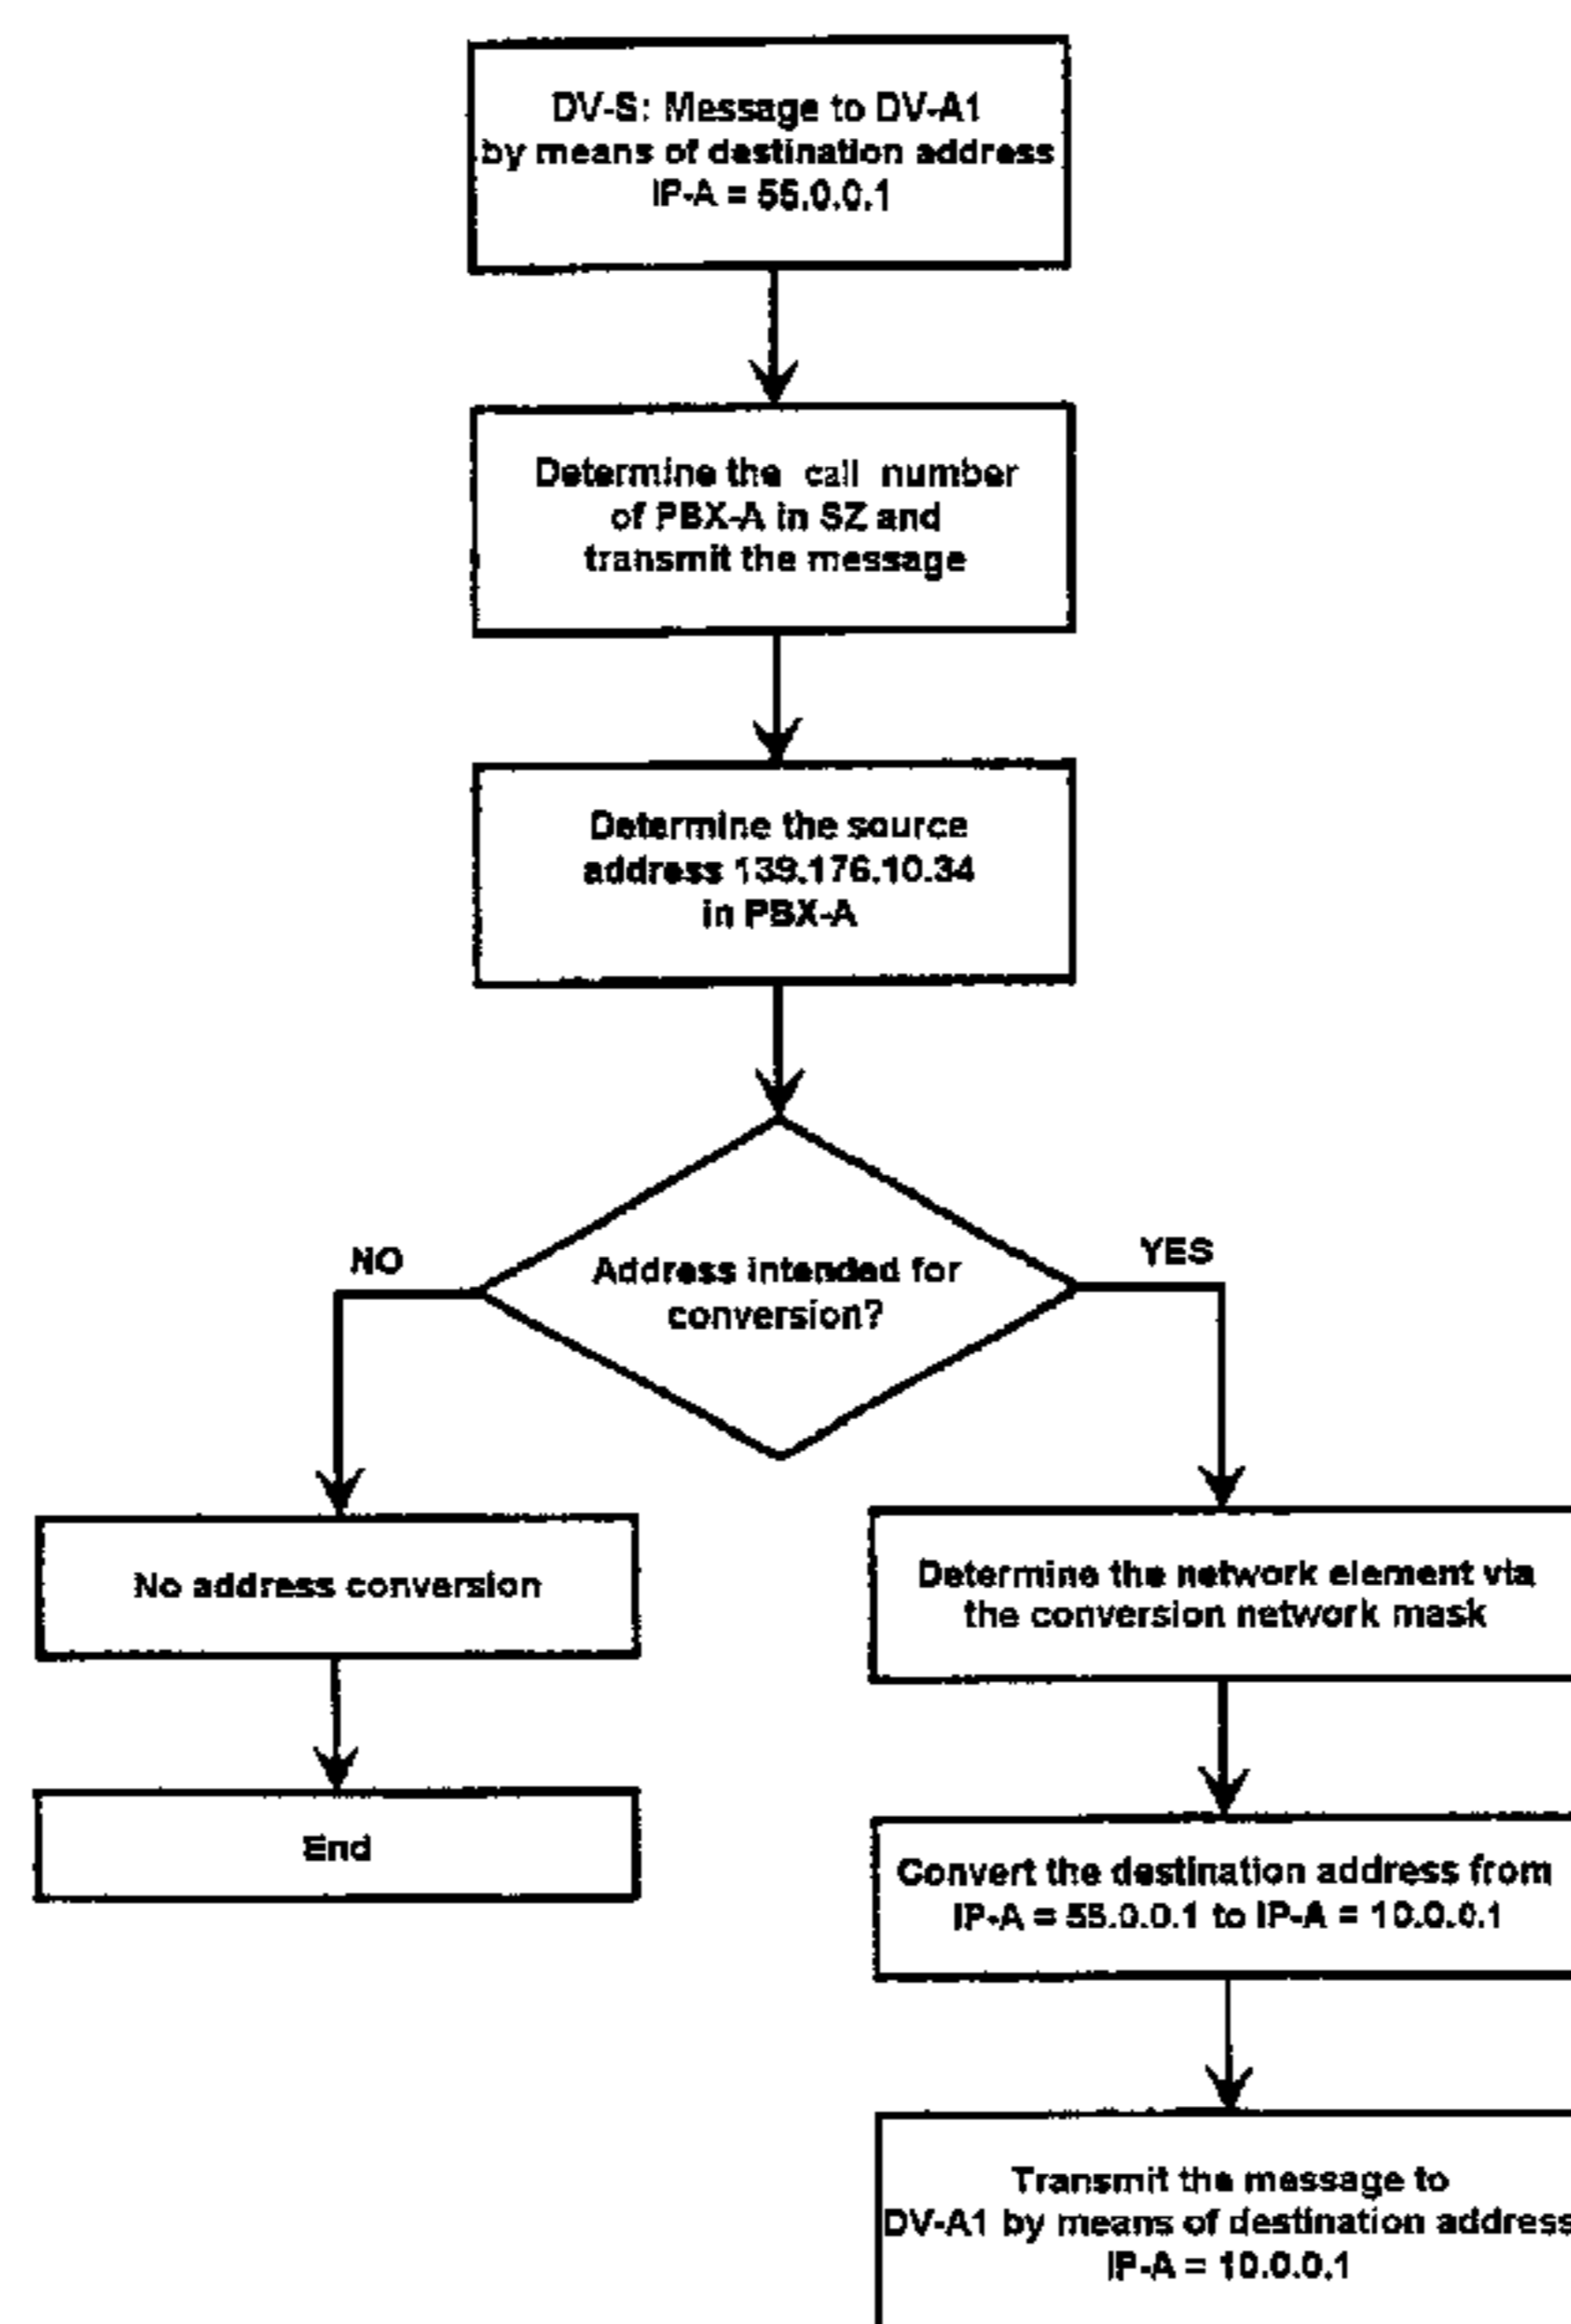 DV-S: Message to DV-A1
by means of destination address
IP-A = 55.0.0.1
Determine the call number
of PBX-A in SZ and
transmit the message
Determine the source
address 139.176.10.34
in PBX-A
Address intended for
conversion?
NO
YES
No address conversion
End
Determine the network element via
the conversion network mask
Convert the destination address from
IP-A = 55.0.0.1 to IP-A = 10.0.0.1
Transmit the message to
DV-A1 by means of destination address
IP-A = 10.0.0.1